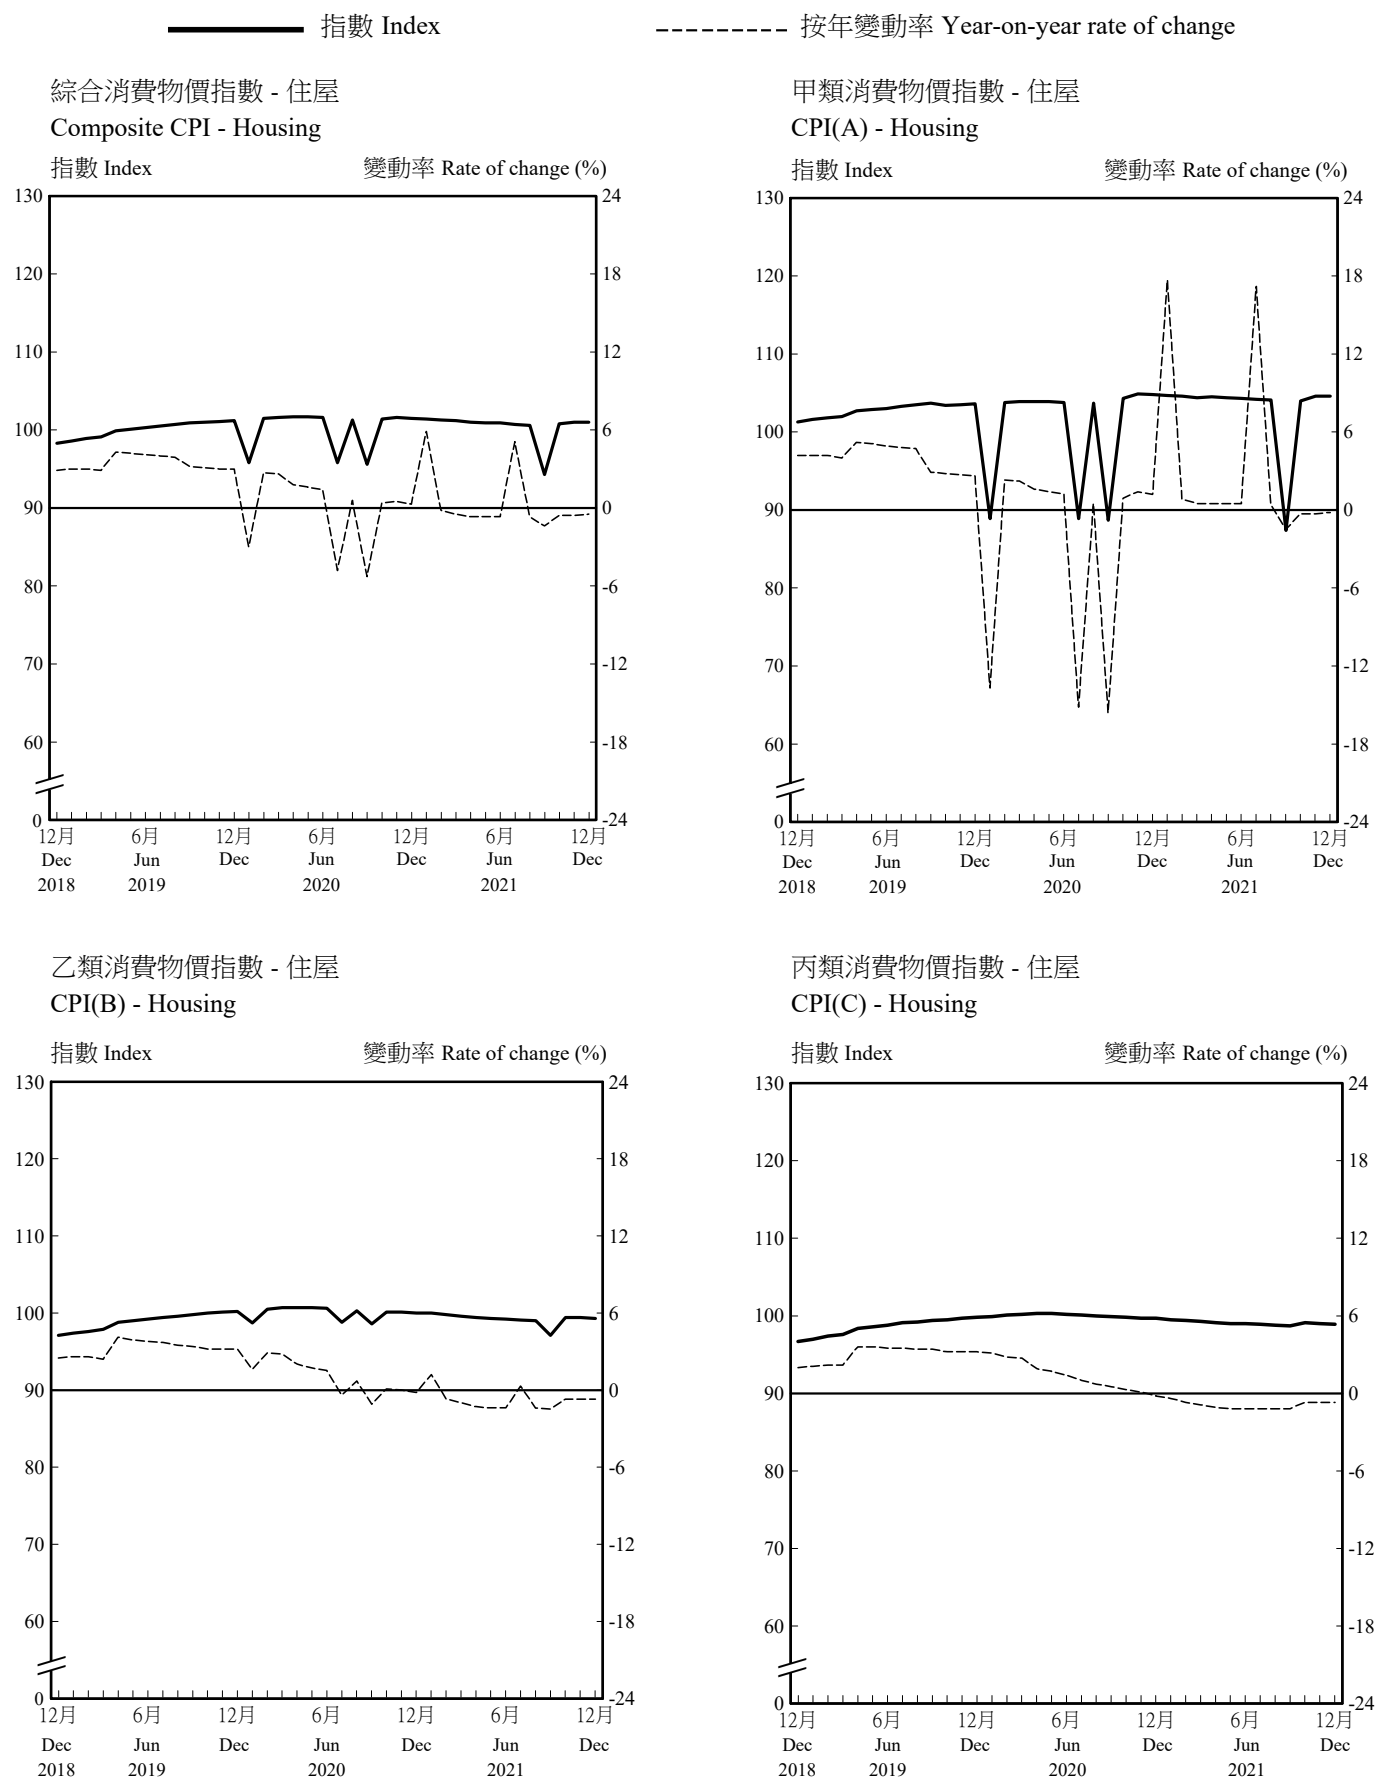 指數 Index
按年變動率 Year-on-year rate of change
綜合消費物價指數 - 住屋
Composite CPI - Housing
指數 Index
變動率 Rate of change (%)
130
120
110
100
90
80
70
60
0
24
18
12
6
0
-6
-12
-18
-24
12月 6月 12月 6月 12月 6月 12月
Dec Jun Dec Jun Dec Jun Dec
2018 2019 2020 2021
甲類消費物價指數 - 住屋
CPI(A) - Housing
指數 Index
變動率 Rate of change (%)
130
120
110
100
90
80
70
60
0
24
18
12
6
0
-6
-12
-18
-24
12月 6月 12月 6月 12月 6月 12月
Dec Jun Dec Jun Dec Jun Dec
2018 2019 2020 2021
乙類消費物價指數 - 住屋
CPI(B) - Housing
指數 Index
變動率 Rate of change (%)
130
120
110
100
90
80
70
60
0
24
18
12
6
0
-6
-12
-18
-24
12月 6月 12月 6月 12月 6月 12月
Dec Jun Dec Jun Dec Jun Dec
2018 2019 2020 2021
丙類消費物價指數 - 住屋
CPI(C) - Housing
指數 Index
變動率 Rate of change (%)
130
120
110
100
90
80
70
60
0
24
18
12
6
0
-6
-12
-18
-24
12月 6月 12月 6月 12月 6月 12月
Dec Jun Dec Jun Dec Jun Dec
2018 2019 2020 2021